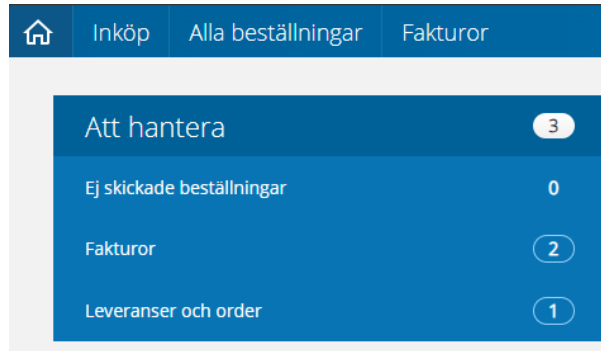 Inköp Alla beställningar Fakturor
Att hantera 3
Ej skickade beställningar 0
Fakturor 2
Leveranser och order 1